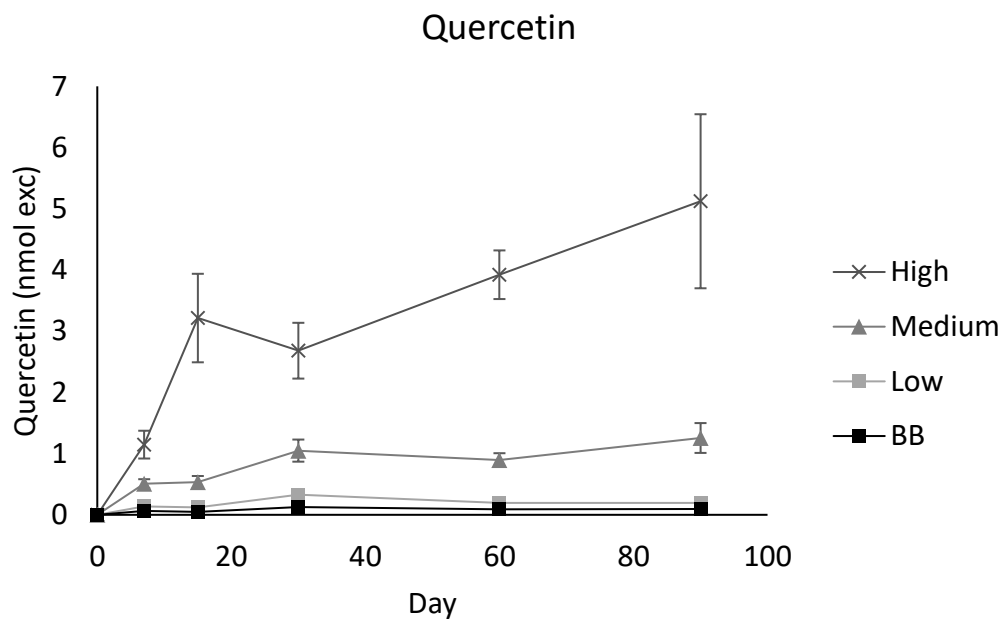 Quercetin
Quercetin (nmol exc)
7
6
5
4
3
2
1
0
0 20 40 60 80 100
Day
High
Medium
Low
BB